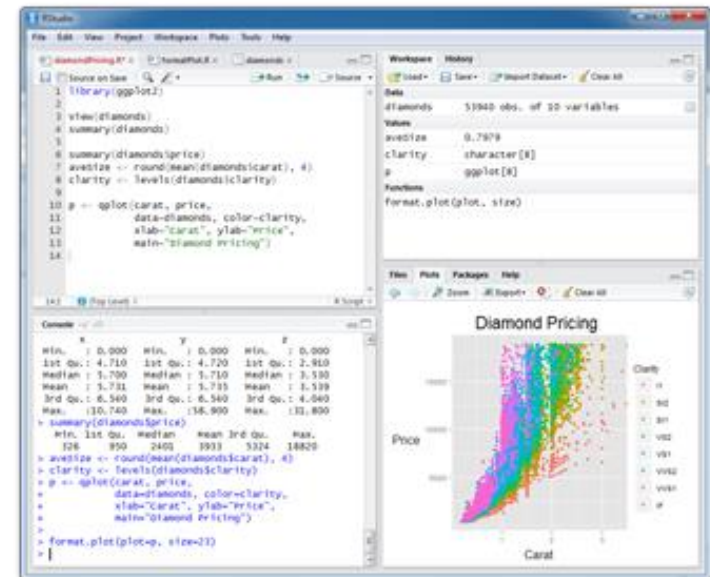 RStudio
File Edit View Project Workspace Plots Tools Help
diamondPricing.R* × formatPlot.R × diamonds ×
Source on Save Run Source
1 library(ggplot2)
2
3 view(diamonds)
4 summary(diamonds)
5
6 summary(diamonds$price)
7 avesize <- round(mean(diamonds$carat), 4)
8 clarity <- levels(diamonds$clarity)
9
10 p <- qplot(carat, price,
11 data=diamonds, color=clarity,
12 xlab="Carat", ylab="Price",
13 main="Diamond Pricing")
14
14:1 (Top Level) R Script
Console
x y z
Min. : 0.000 Min. : 0.000 Min. : 0.000
1st Qu.: 4.710 1st Qu.: 4.720 1st Qu.: 2.910
Median : 5.700 Median : 5.710 Median : 3.530
Mean : 5.731 Mean : 5.735 Mean : 3.539
3rd Qu.: 6.540 3rd Qu.: 6.540 3rd Qu.: 4.040
Max. :10.740 Max. :58.900 Max. :31.800
> summary(diamonds$price)
Min. 1st Qu. Median Mean 3rd Qu. Max.
326 950 2401 3933 5324 18820
> avesize <- round(mean(diamonds$carat), 4)
> clarity <- levels(diamonds$clarity)
> p <- qplot(carat, price,
+ data=diamonds, color=clarity,
+ xlab="Carat", ylab="Price",
+ main="Diamond Pricing")
>
> format.plot(plot=p, size=23)
>
Workspace History
Load Save Import Dataset Clear All
Data
diamonds 53940 obs. of 10 variables
Values
avesize 0.7979
clarity character[8]
p ggplot[8]
Functions
format.plot(plot, size)
Files Plots Packages Help
Zoom Export Clear All
Diamond Pricing
Price
Carat
Clarity
I1
SI2
SI1
VS2
VS1
VVS2
VVS1
IF